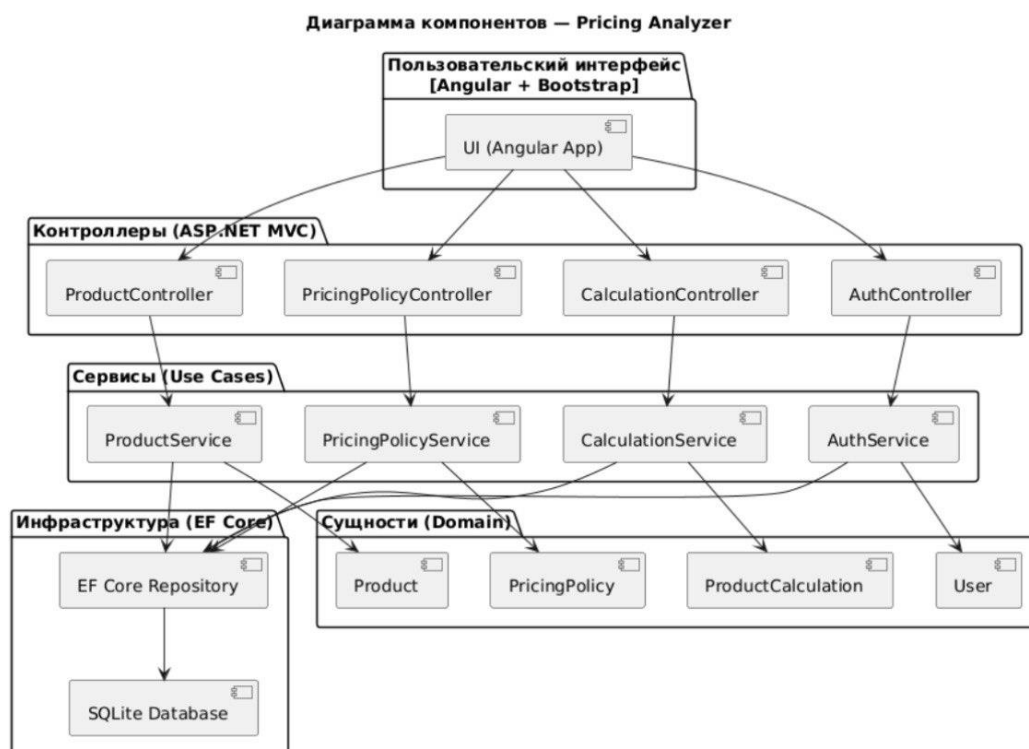 Диаграмма компонентов — Pricing Analyzer
Пользовательский интерфейс
[Angular + Bootstrap]
UI (Angular App)
Контроллеры (ASP.NET MVC)
ProductController
PricingPolicyController
CalculationController
AuthController
Сервисы (Use Cases)
ProductService
PricingPolicyService
CalculationService
AuthService
Инфраструктура (EF Core)
Сущности (Domain)
EF Core Repository
Product
PricingPolicy
ProductCalculation
User
SQLite Database